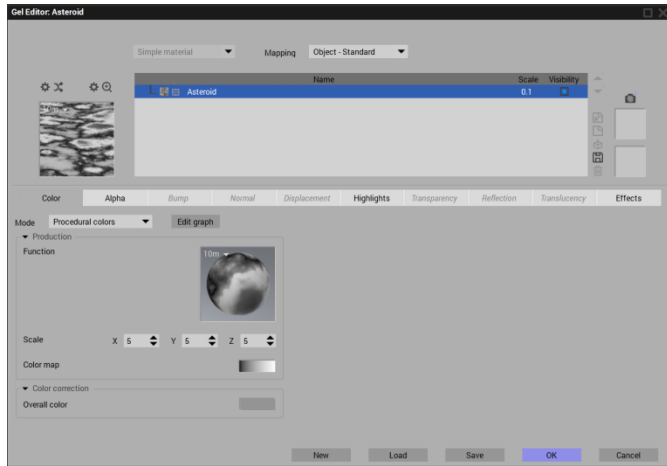 Gel Editor: Asteroid
Simple material
Mapping Object - Standard
Name Scale Visibility
Asteroid 0.1
Color Alpha Bump Normal Displacement Highlights Transparency Reflection Translucency Effects
Mode Procedural colors Edit graph
Production
Function
10m
Scale X 5 Y 5 Z 5
Color map
Color correction
Overall color
New Load Save OK Cancel